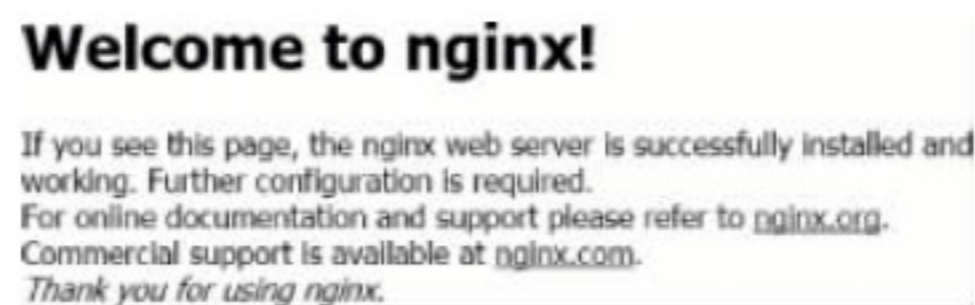 Welcome to nginx!
If you see this page, the nginx web server is successfully installed and
working. Further configuration is required.
For online documentation and support please refer to nginx.org.
Commercial support is available at nginx.com.
Thank you for using nginx.